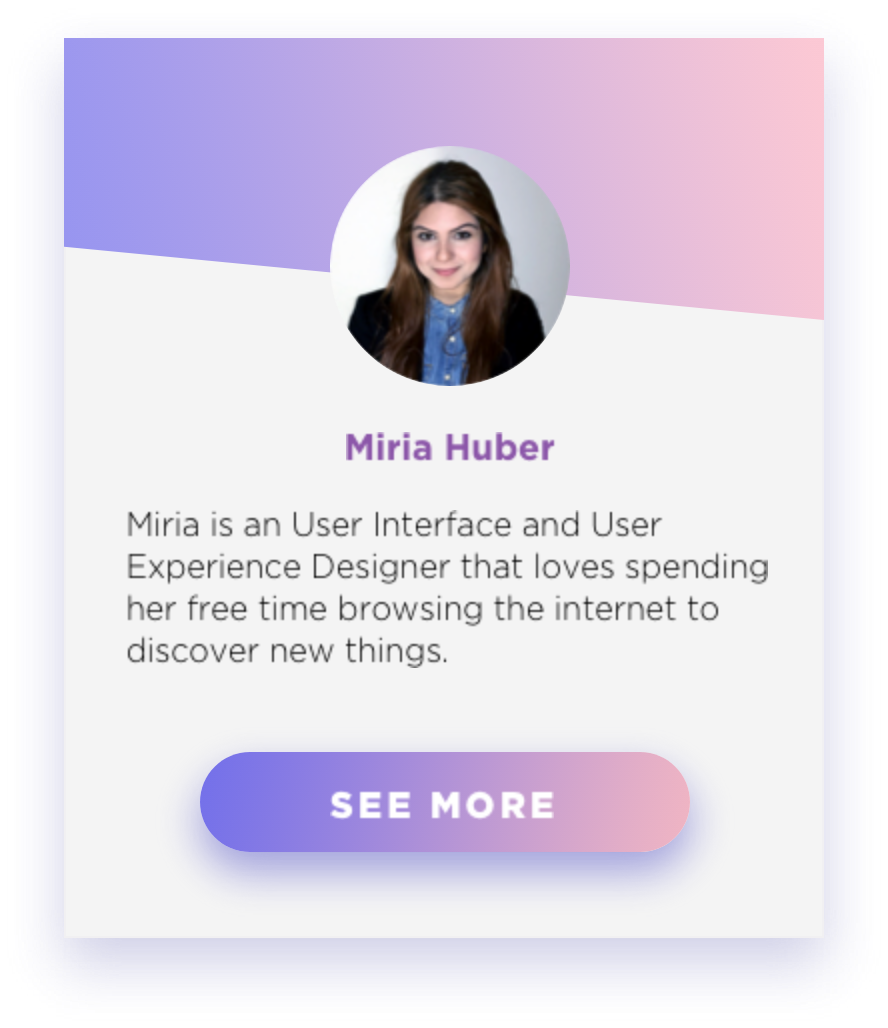 Miria Huber
Miria is an User Interface and User
Experience Designer that loves spending
her free time browsing the internet to
discover new things.
SEE MORE